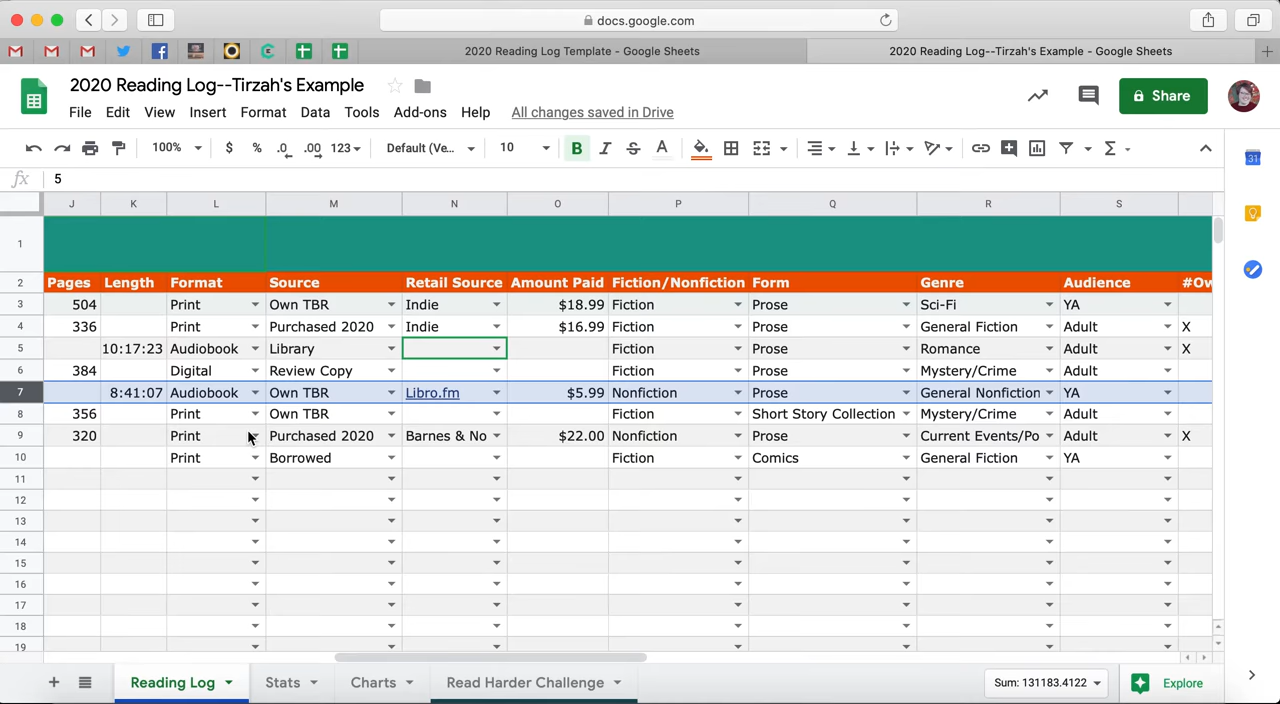 docs.google.com
2020 Reading Log Template - Google Sheets
2020 Reading Log--Tirzah's Example - Google Sheets
2020 Reading Log--Tirzah's Example
File Edit View Insert Format Data Tools Add-ons Help All changes saved in Drive
Share
100% $ % .0 .00 123 Default (Ve... 10 B I S A Σ
31
fx 5
J K L M N O P Q R S
1
2 Pages Length Format Source Retail Source Amount Paid Fiction/Nonfiction Form Genre Audience #Ow
3 504 Print Own TBR Indie $18.99 Fiction Prose Sci-Fi YA
4 336 Print Purchased 2020 Indie $16.99 Fiction Prose General Fiction Adult X
5 10:17:23 Audiobook Library Fiction Prose Romance Adult X
6 384 Digital Review Copy Fiction Prose Mystery/Crime Adult
7 8:41:07 Audiobook Own TBR Libro.fm $5.99 Nonfiction Prose General Nonfiction YA
8 356 Print Own TBR Fiction Short Story Collection Mystery/Crime Adult
9 320 Print Purchased 2020 Barnes & No $22.00 Nonfiction Prose Current Events/Po Adult X
10 Print Borrowed Fiction Comics General Fiction YA
11
12
13
14
15
16
17
18
19
Reading Log Stats Charts Read Harder Challenge Sum: 131183.4122 Explore